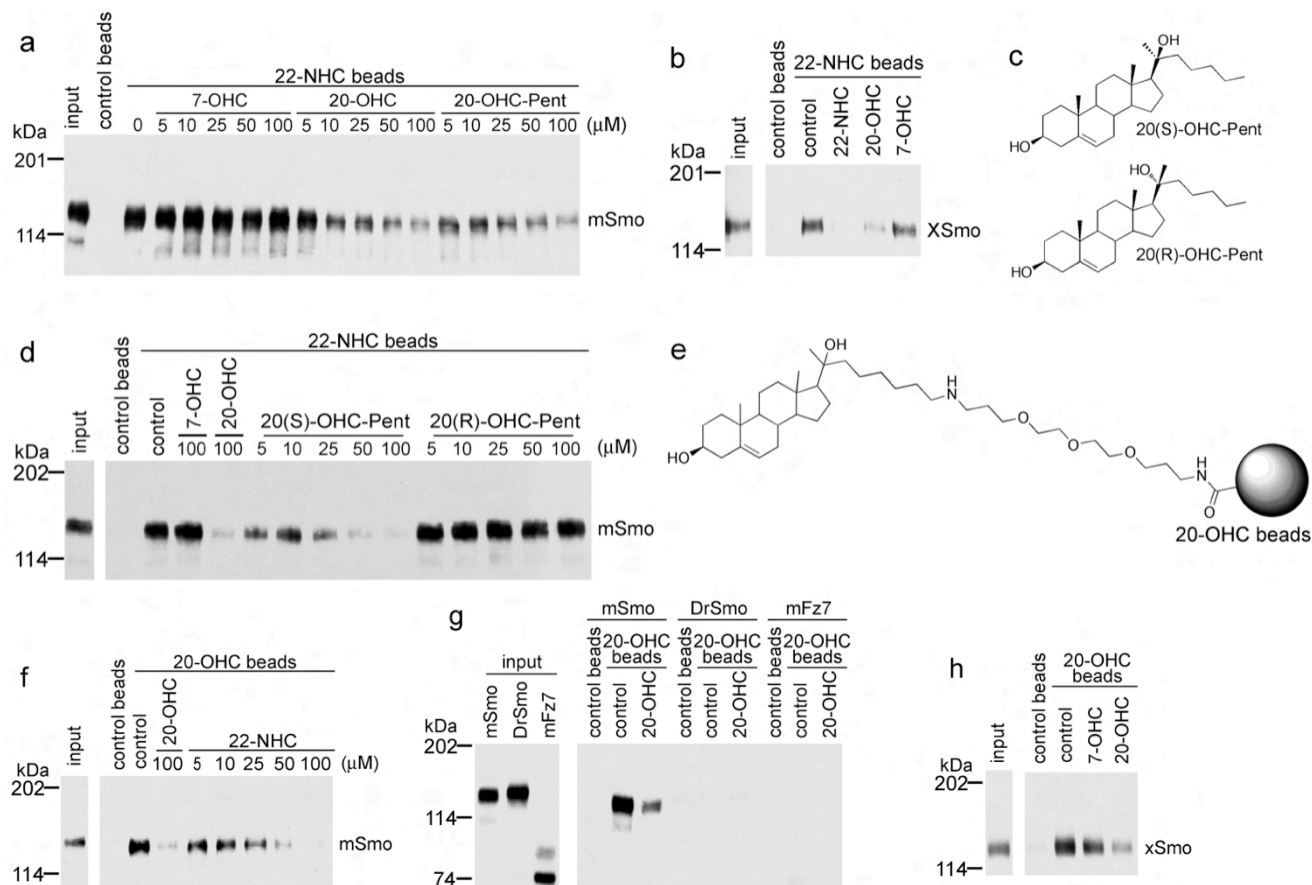 a
input
control beads
22-NHC beads
7-OHC 20-OHC 20-OHC-Pent
kDa 0 5 10 25 50 100 5 10 25 50 100 5 10 25 50 100 (μM)
201
mSmo
114
b
input
control beads
22-NHC beads
control
22-NHC
20-OHC
7-OHC
kDa
201
XSmo
114
c
OH
HO
20(S)-OHC-Pent
HO
HO
20(R)-OHC-Pent
d
input
control beads
22-NHC beads
control
7-OHC
20-OHC
20(S)-OHC-Pent 20(R)-OHC-Pent
kDa 100 100 5 10 25 50 100 5 10 25 50 100 (μM)
202
mSmo
114
e
OH
H
N
O
O
O
HN
O
HO
20-OHC beads
f
input
control beads
20-OHC beads
control
20-OHC
22-NHC
kDa 100 5 10 25 50 100 (μM)
202
mSmo
114
g
input
mSmo
DrSmo
mFz7
mSmo DrSmo mFz7
control beads
20-OHC
beads
control
20-OHC
control beads
20-OHC
beads
control
20-OHC
control beads
20-OHC
beads
control
20-OHC
kDa
202
114
74
h
input
control beads
20-OHC
beads
control
7-OHC
20-OHC
kDa
202
xSmo
114